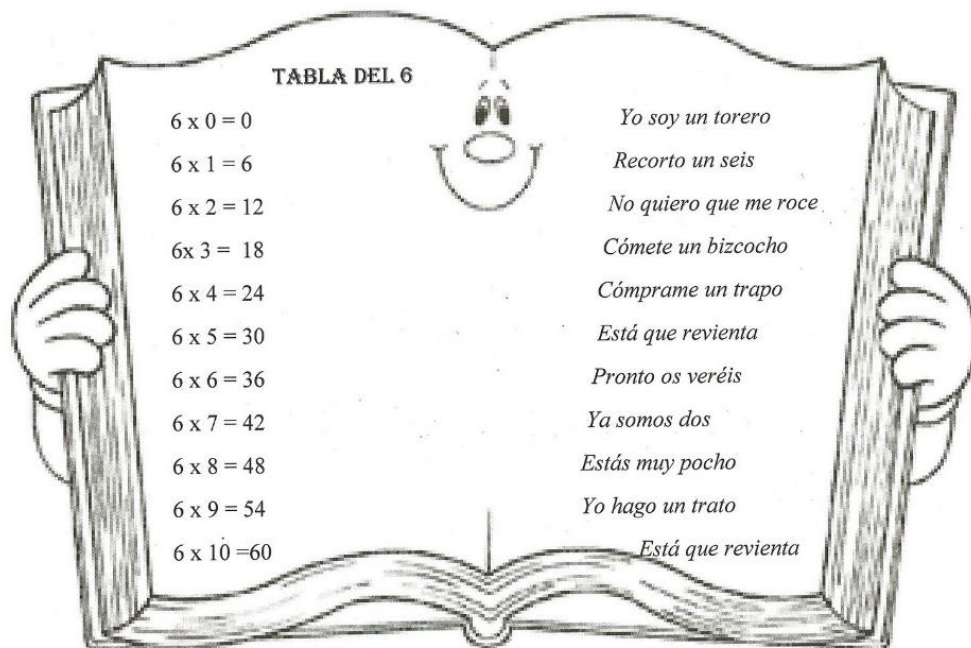 TABLA DEL 6
6 x 0 = 0 Yo soy un torero
6 x 1 = 6 Recorto un seis
6 x 2 = 12 No quiero que me roce
6x 3 = 18 Cómete un bizcocho
6 x 4 = 24 Cómprame un trapo
6 x 5 = 30 Está que revienta
6 x 6 = 36 Pronto os veréis
6 x 7 = 42 Ya somos dos
6 x 8 = 48 Estás muy pocho
6 x 9 = 54 Yo hago un trato
6 x 10 =60 Está que revienta